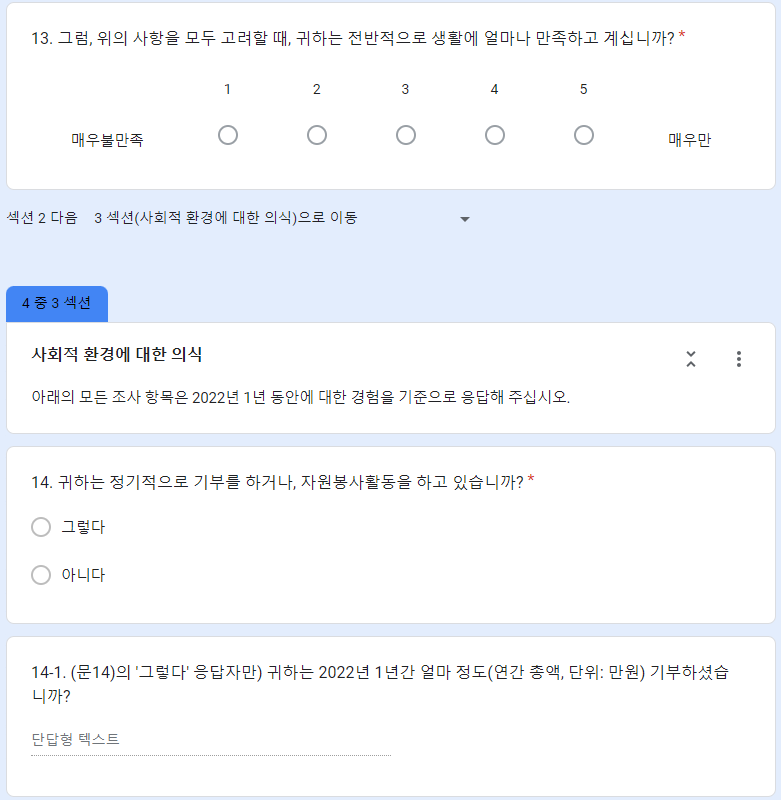 13. 그럼, 위의 사항을 모두 고려할 때, 귀하는 전반적으로 생활에 얼마나 만족하고 계십니까? *
1 2 3 4 5
매우불만족 매우만
섹션 2 다음 3 섹션(사회적 환경에 대한 의식)으로 이동
4 중 3 섹션
사회적 환경에 대한 의식
아래의 모든 조사 항목은 2022년 1년 동안에 대한 경험을 기준으로 응답해 주십시오.
14. 귀하는 정기적으로 기부를 하거나, 자원봉사활동을 하고 있습니까? *
그렇다
아니다
14-1. (문14)의 '그렇다' 응답자만) 귀하는 2022년 1년간 얼마 정도(연간 총액, 단위: 만원) 기부하셨습
니까?
단답형 텍스트